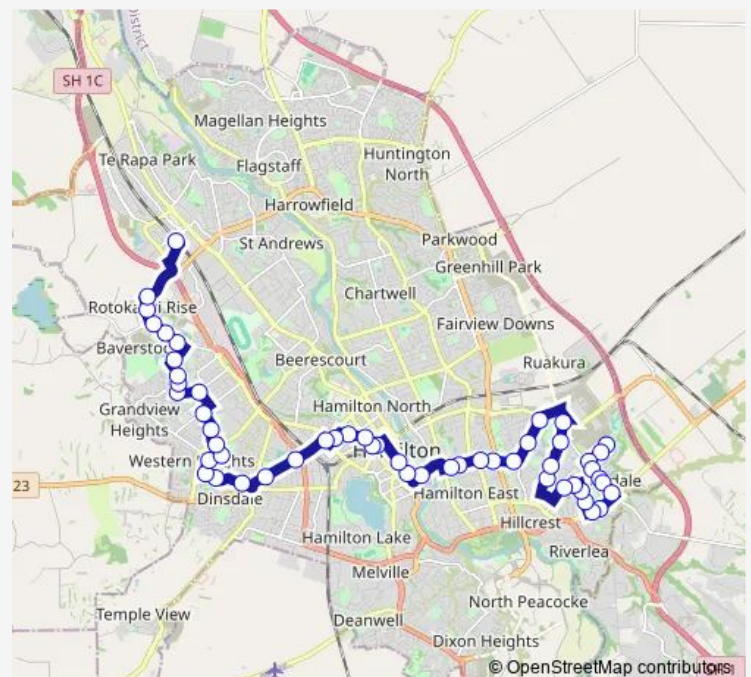 District
SH 1C
Magellan Heights
Te Rapa Park
Flagstaff
Huntington
North
Harrowfield
St Andrews
Parkwood
Greenhill Park
Chartwell
Rise
Fairview Downs
Beerescourt
Ruakura
Grandview
Heights
Hamilton North
Western
23
Dinsdale
Hamilton East
Hillcrest
Hamilton Lake
Riverlea
Melville
North Peacocke
Temple View
Deanwell
Dixon Heights
© OpenStreetMap contributors